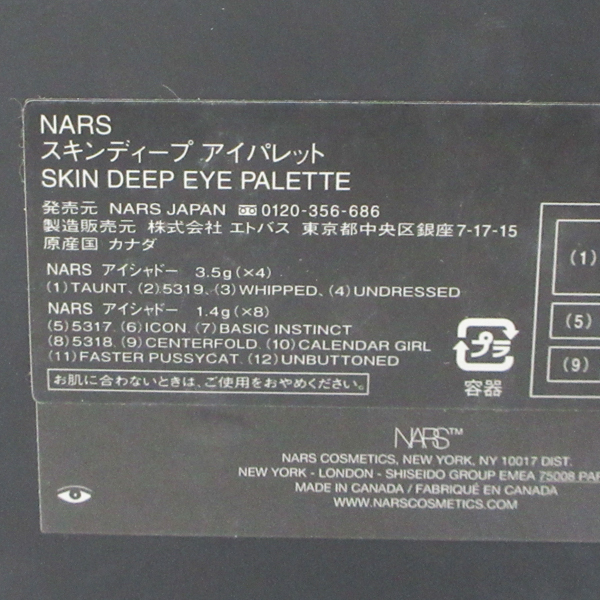 NARS
スキンディープ アイパレット
SKIN DEEP EYE PALETTE
発売元 NARS JAPAN ☎0120-356-686
製造販売元 株式会社 エトバス 東京都中央区銀座7-17-15
原産国 カナダ
NARS アイシャドー 3.5g(×4)
(1)TAUNT、(2)5319、(3)WHIPPED、(4)UNDRESSED
NARS アイシャドー 1.4g(×8)
(5)5317、(6)ICON、(7)BASIC INSTINCT
(8)5318、(9)CENTERFOLD、(10)CALENDAR GIRL
(11)FASTER PUSSYCAT、(12)UNBUTTONED
お肌に合わないときは、ご使用をおやめください。
(1)
(5)
(9)
プラ
容器
NARS™
NARS COSMETICS, NEW YORK, NY 10017 DIST.
NEW YORK - LONDON - SHISEIDO GROUP EMEA 75008 PAR
MADE IN CANADA / FABRIQUÉ EN CANADA
WWW.NARSCOSMETICS.COM